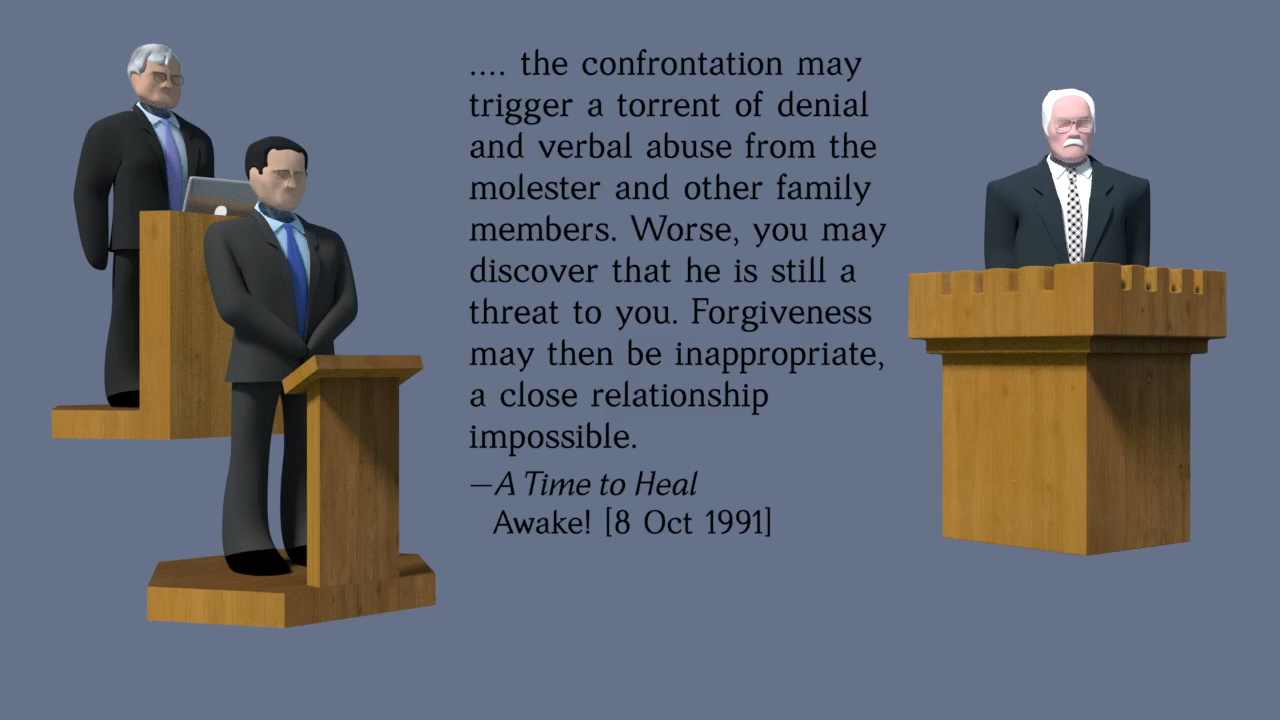 .... the confrontation may
trigger a torrent of denial
and verbal abuse from the
molester and other family
members. Worse, you may
discover that he is still a
threat to you. Forgiveness
may then be inappropriate,
a close relationship
impossible.
—A Time to Heal
Awake! [8 Oct 1991]